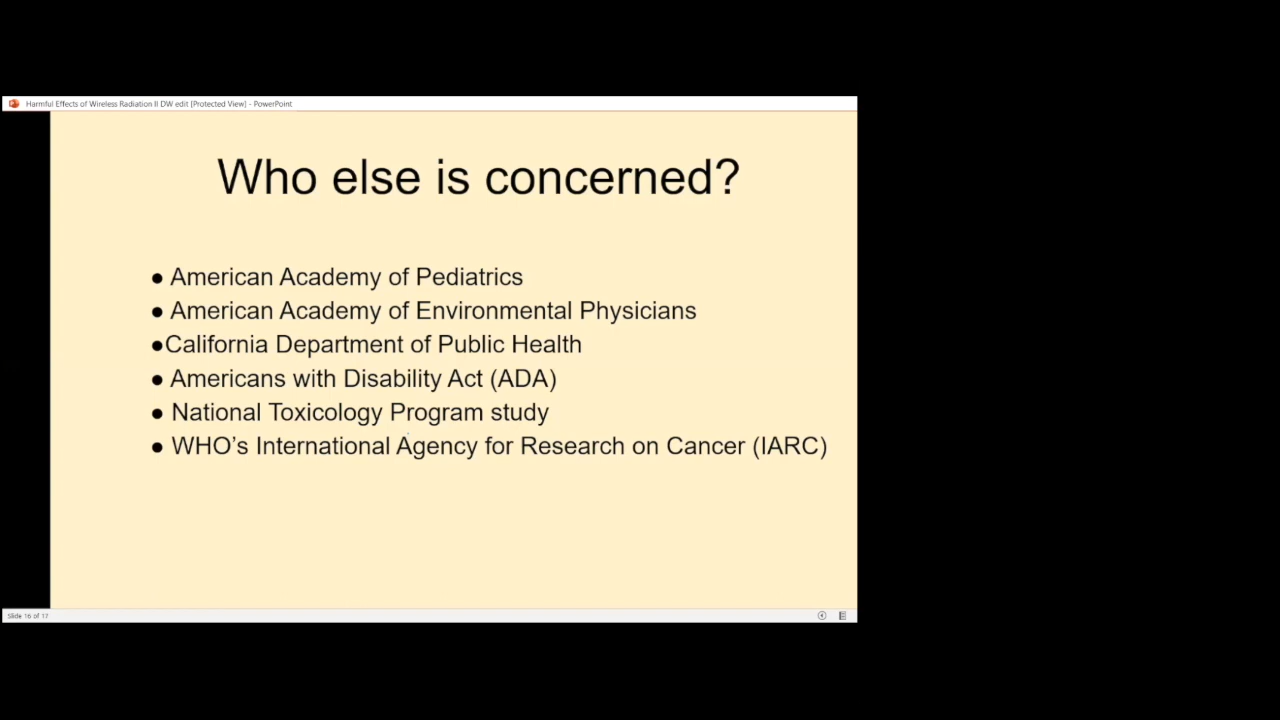 Harmful Effects of Wireless Radiation II DW edit [Protected View] - PowerPoint
Who else is concerned?
● American Academy of Pediatrics
● American Academy of Environmental Physicians
●California Department of Public Health
● Americans with Disability Act (ADA)
● National Toxicology Program study
● WHO's International Agency for Research on Cancer (IARC)
Slide 16 of 17